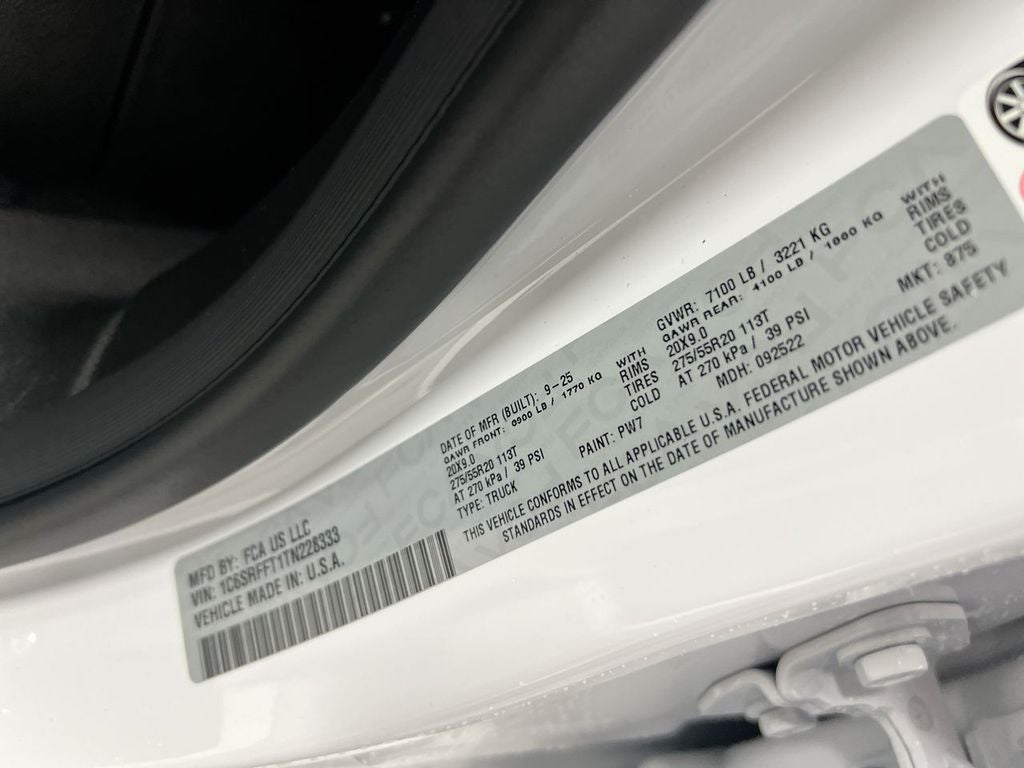 MFD BY: FCA US LLC
VIN: 1C6SRFFT1TN228333
VEHICLE MADE IN: U.S.A.
DATE OF MFR (BUILT): 9-25
GAWR FRONT: 3900 LB / 1770 KG WITH
20X9.0 RIMS
275/55R20 113T TIRES
AT 270 kPa / 39 PSI COLD
TYPE: TRUCK PAINT: PW7
GVWR: 7100 LB / 3221 KG
GAWR REAR: 4100 LB / 1860 KG WITH
20X9.0 RIMS
275/55R20 113T TIRES
AT 270 kPa / 39 PSI COLD
MDH: 092522 MKT: 875
THIS VEHICLE CONFORMS TO ALL APPLICABLE U.S.A. FEDERAL MOTOR VEHICLE SAFETY
STANDARDS IN EFFECT ON THE DATE OF MANUFACTURE SHOWN ABOVE.